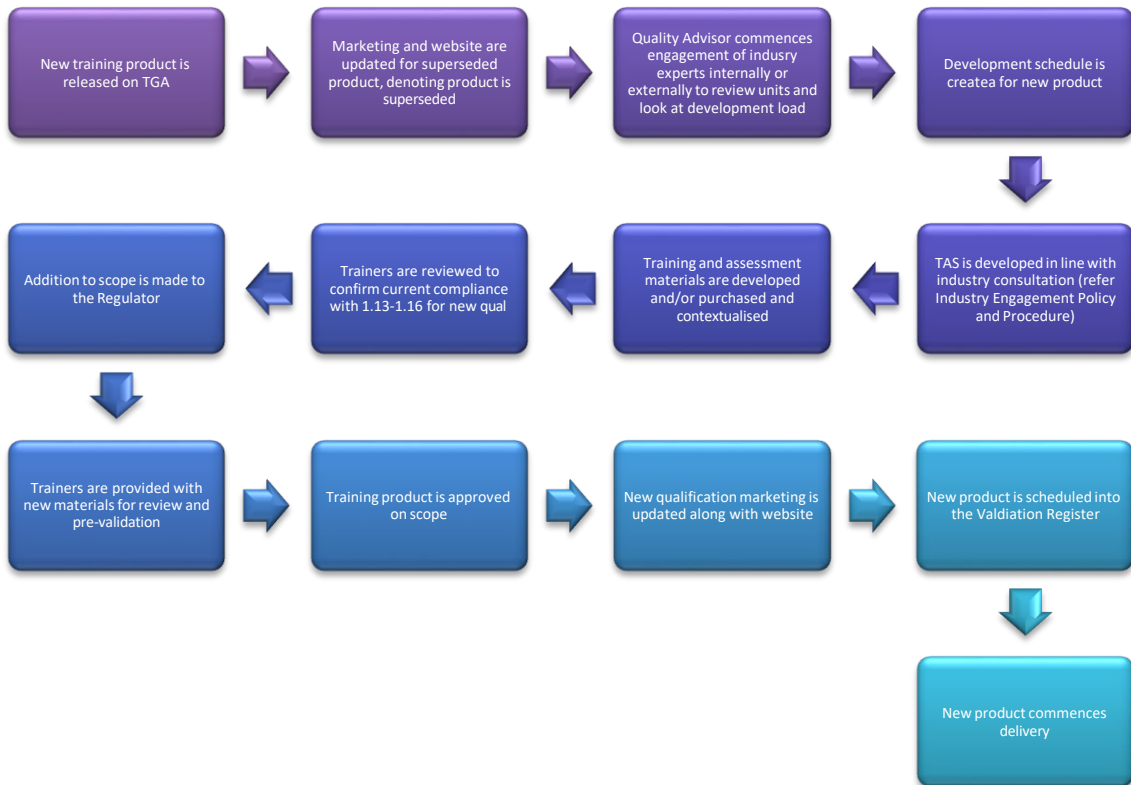 New training product is
released on TGA
Marketing and website are
updated for superseded
product, denoting product is
superseded
Quality Advisor commences
engagement of indusry
experts internally or
externally to review units and
look at development load
Development schedule is
createa for new product
TAS is developed in line with
industry consultation (refer
Industry Engagement Policy
and Procedure)
Training and assessment
materials are developed
and/or purchased and
contextualised
Trainers are reviewed to
confirm current compliance
with 1.13-1.16 for new qual
Addition to scope is made to
the Regulator
Trainers are provided with
new materials for review and
pre-validation
Training product is approved
on scope
New qualification marketing is
updated along with website
New product is scheduled into
the Valdiation Register
New product commences
delivery